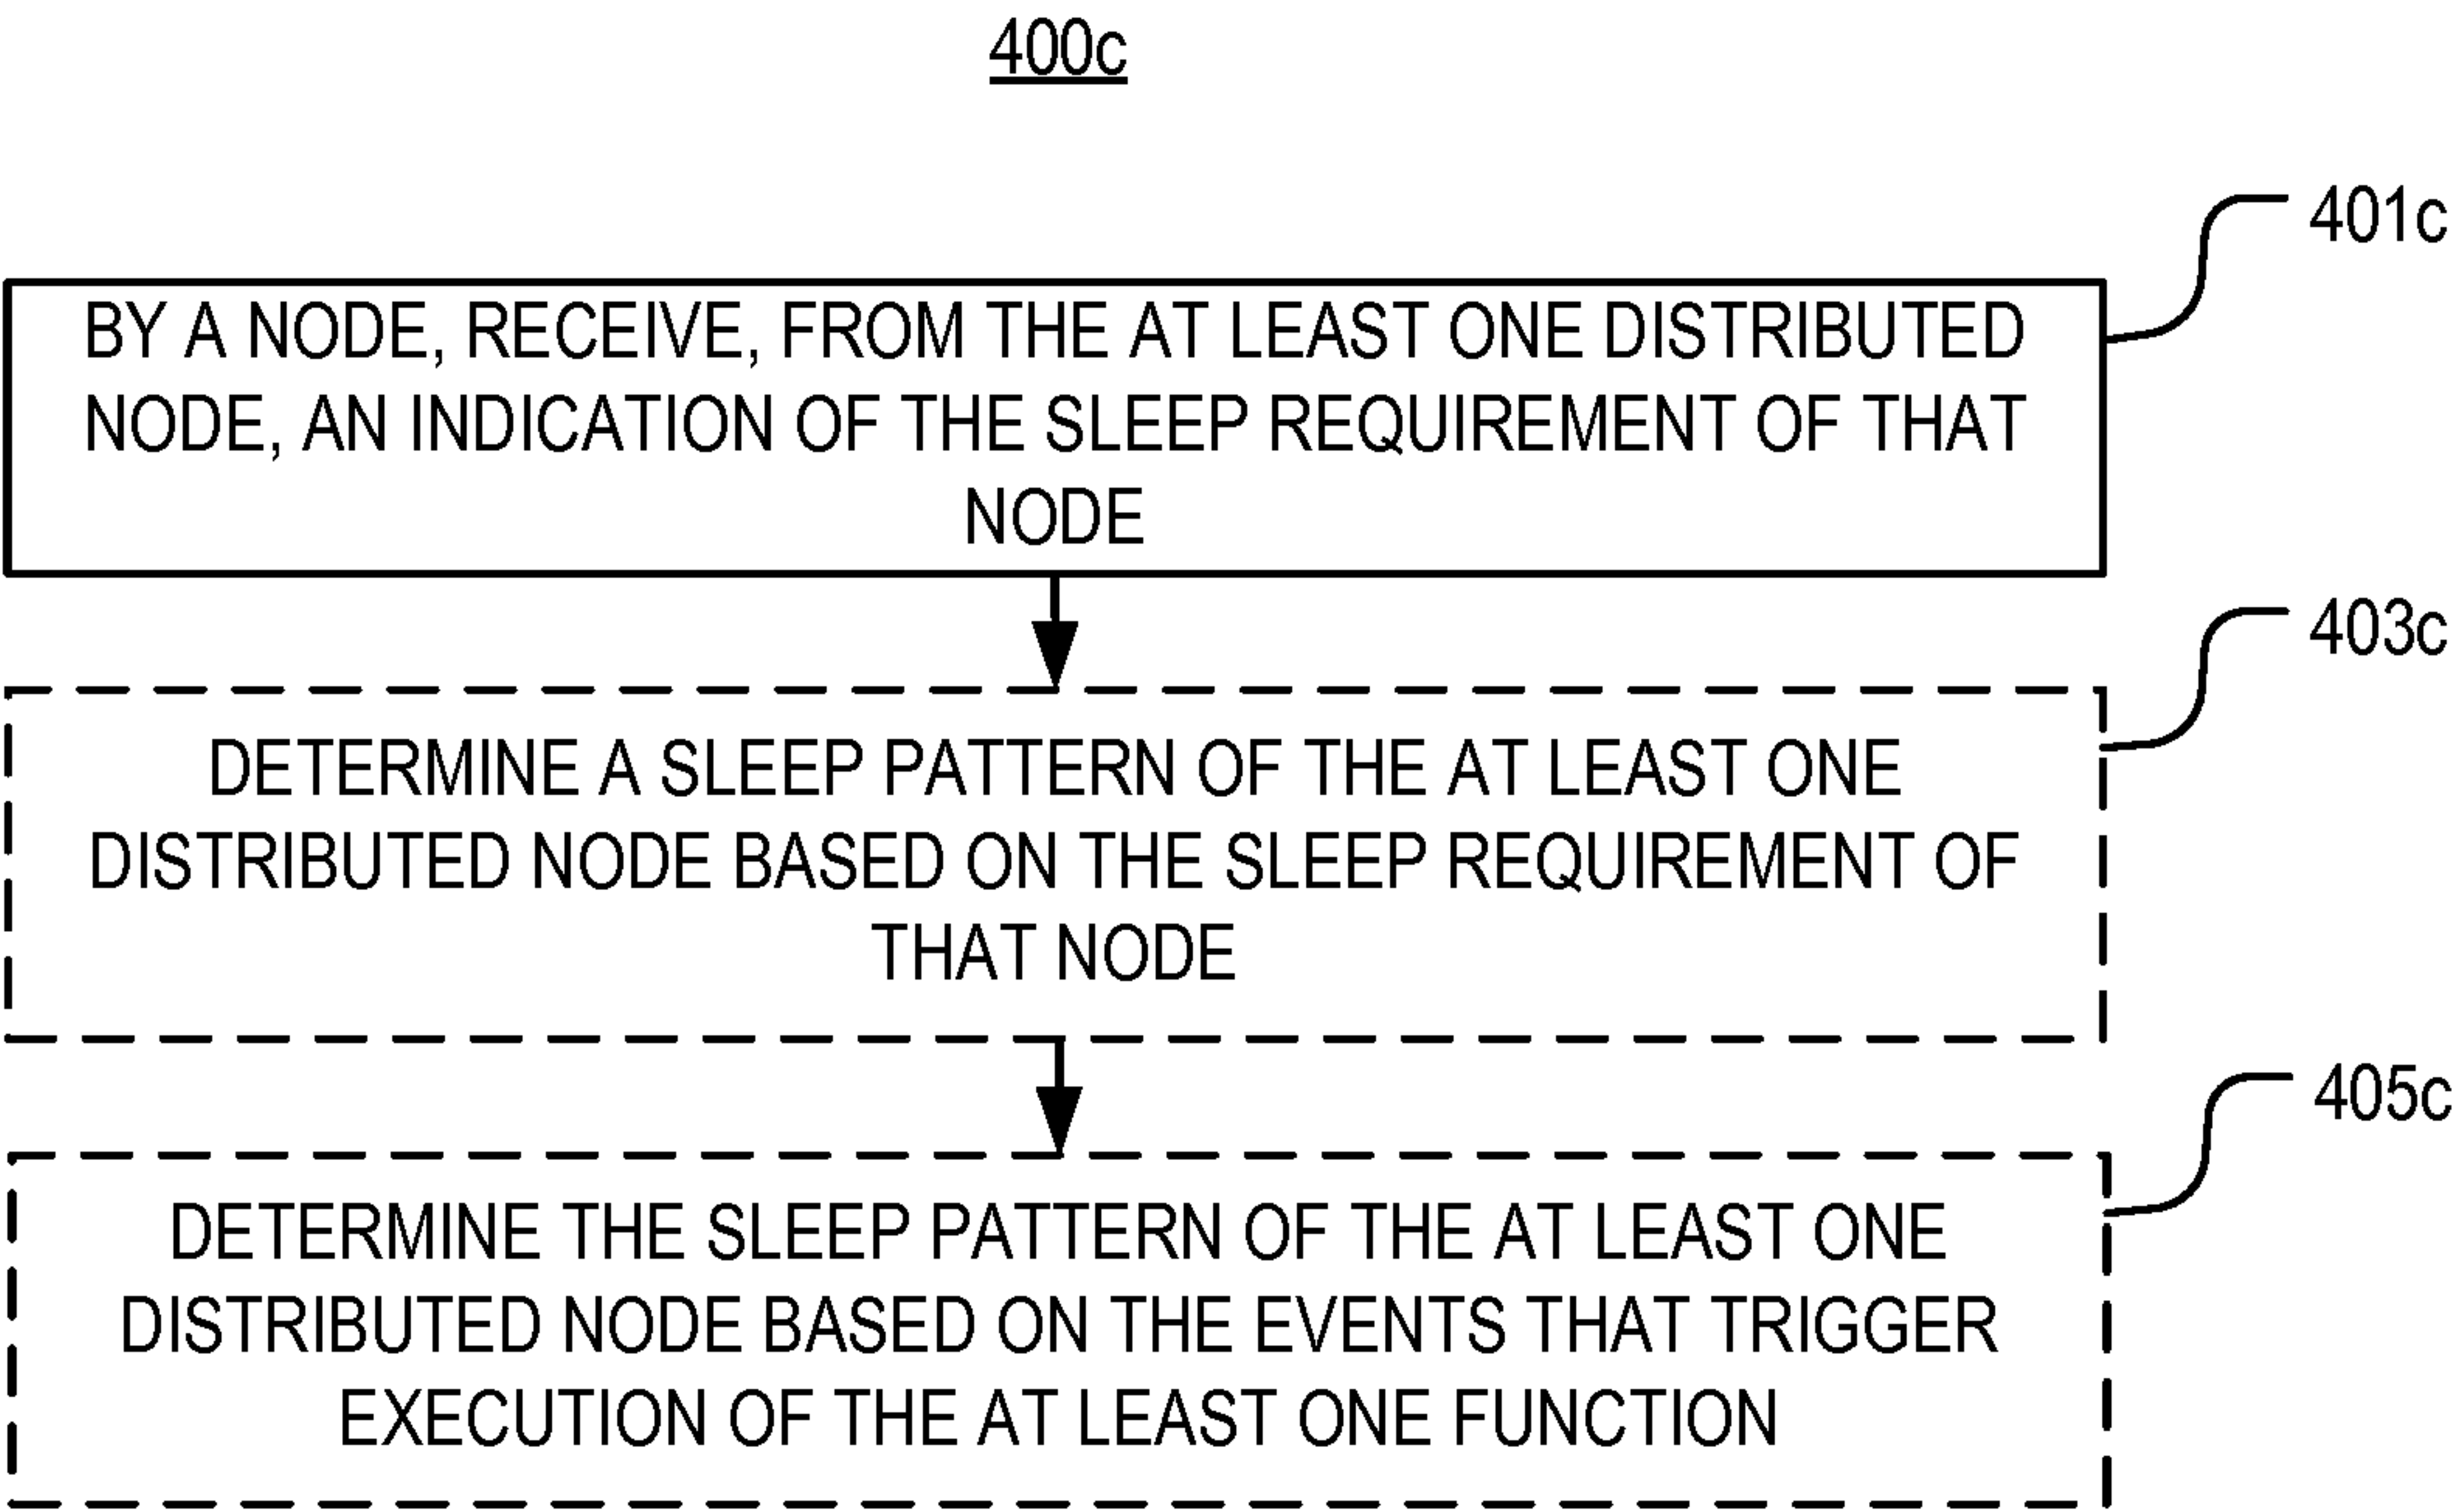 400c
401c
BY A NODE, RECEIVE, FROM THE AT LEAST ONE DISTRIBUTED
NODE, AN INDICATION OF THE SLEEP REQUIREMENT OF THAT
NODE
403c
DETERMINE A SLEEP PATTERN OF THE AT LEAST ONE
DISTRIBUTED NODE BASED ON THE SLEEP REQUIREMENT OF
THAT NODE
405c
DETERMINE THE SLEEP PATTERN OF THE AT LEAST ONE
DISTRIBUTED NODE BASED ON THE EVENTS THAT TRIGGER
EXECUTION OF THE AT LEAST ONE FUNCTION